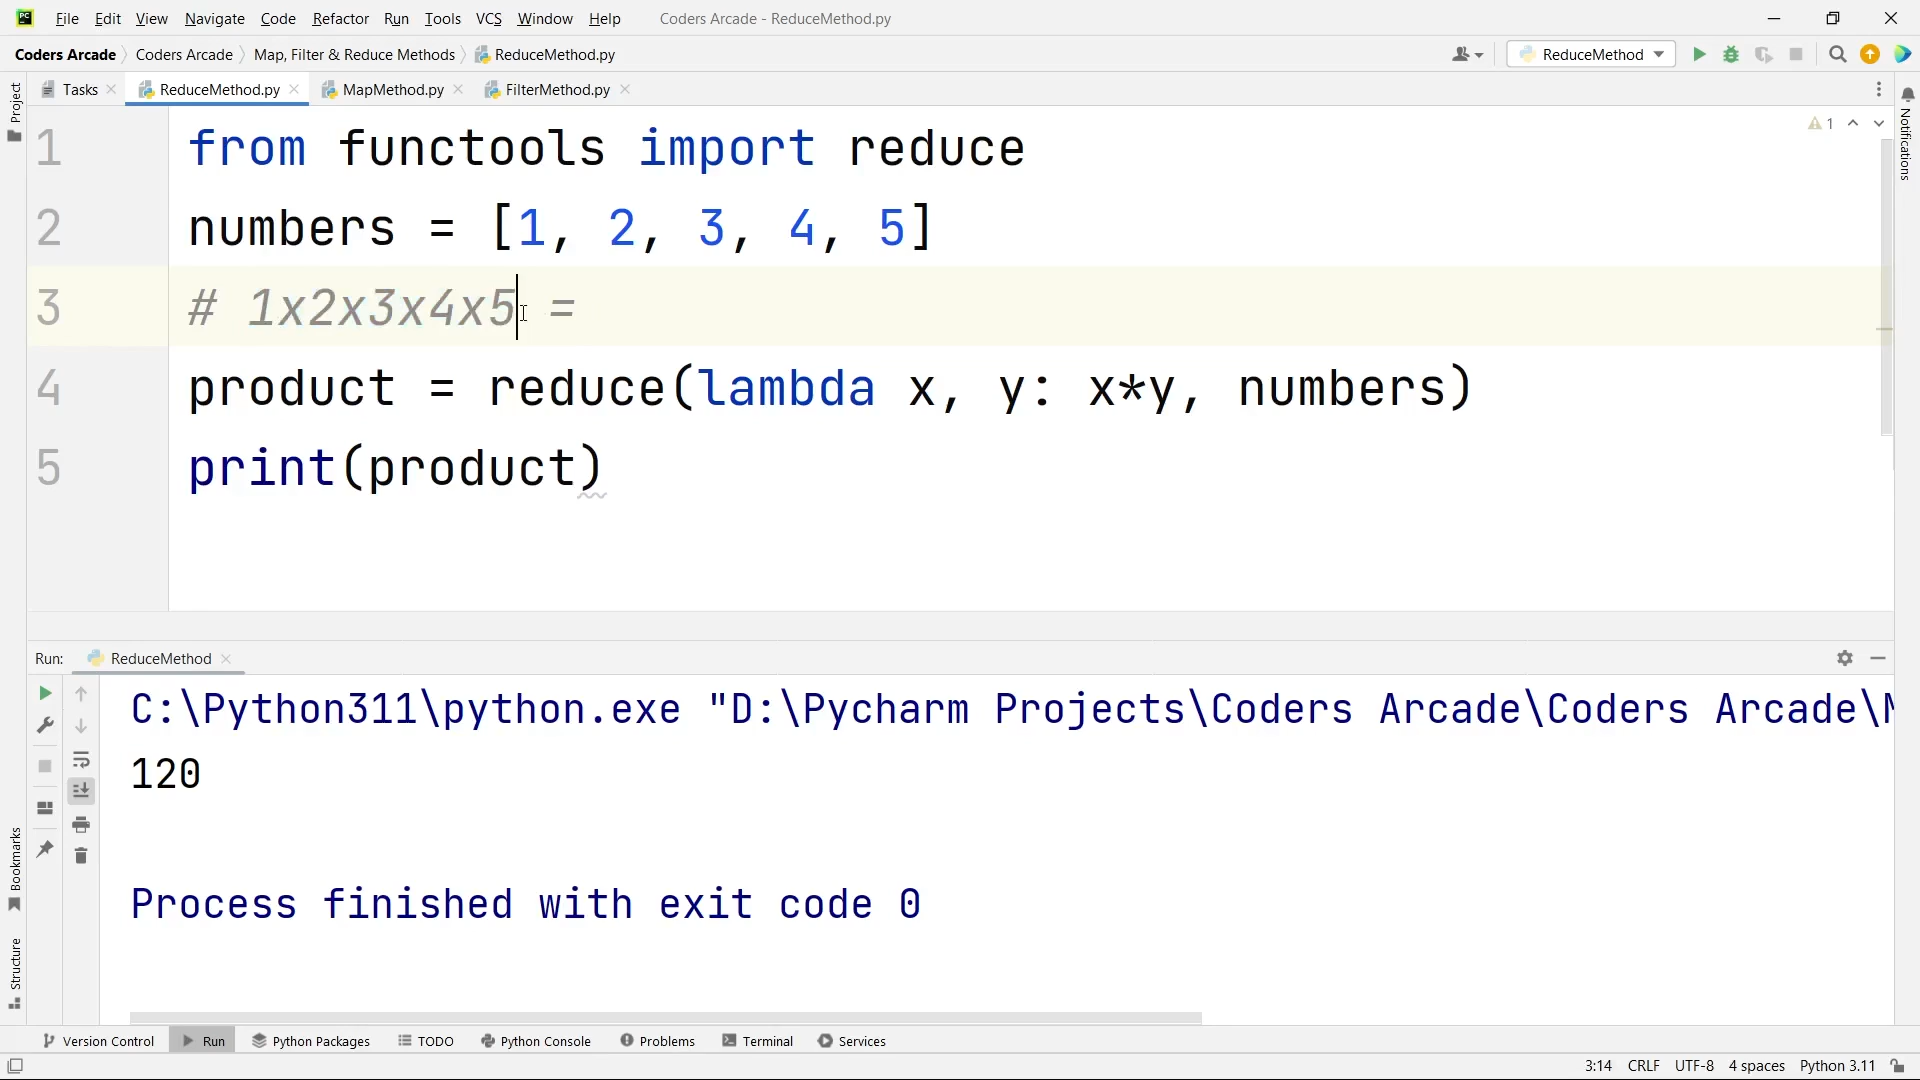 PC File Edit View Navigate Code Refactor Run Tools VCS Window Help Coders Arcade - ReduceMethod.py
Coders Arcade Coders Arcade Map, Filter & Reduce Methods ReduceMethod.py ReduceMethod
Project Tasks ReduceMethod.py MapMethod.py FilterMethod.py
Notifications
1
1 from functools import reduce
2 numbers = [1, 2, 3, 4, 5]
3 # 1x2x3x4x5 =
4 product = reduce(lambda x, y: x*y, numbers)
5 print(product)
Run: ReduceMethod
C:\Python311\python.exe "D:\Pycharm Projects\Coders Arcade\Coders Arcade\
120
Process finished with exit code 0
Bookmarks
Structure
Version Control Run Python Packages TODO Python Console Problems Terminal Services
3:14 CRLF UTF-8 4 spaces Python 3.11